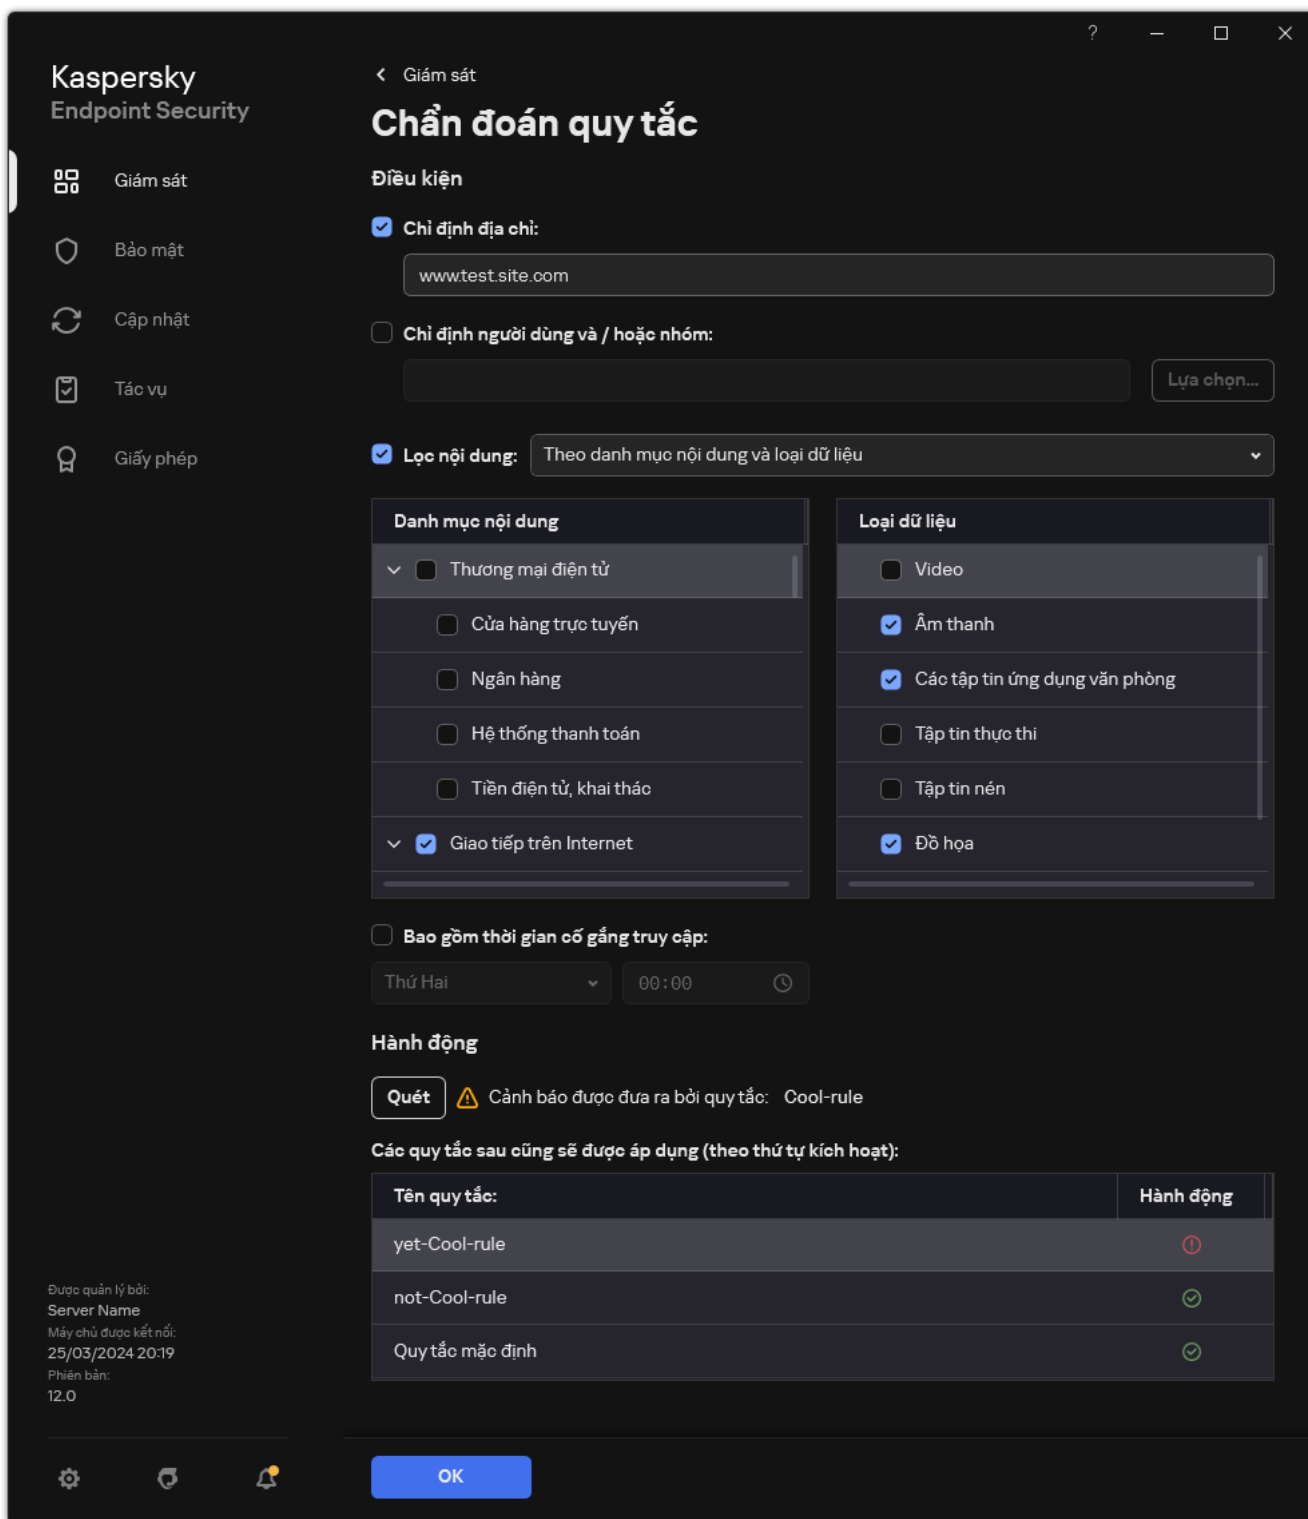 ?
Kaspersky
Endpoint Security
Giám sát
Bảo mật
Cập nhật
Tác vụ
Giấy phép
Giám sát
Chẩn đoán quy tắc
Điều kiện
Chỉ định địa chỉ:
www.test.site.com
Chỉ định người dùng và / hoặc nhóm:
Lựa chọn...
Lọc nội dung: Theo danh mục nội dung và loại dữ liệu
Danh mục nội dung
Thương mại điện tử
Cửa hàng trực tuyến
Ngân hàng
Hệ thống thanh toán
Tiền điện tử, khai thác
Giao tiếp trên Internet
Loại dữ liệu
Video
Âm thanh
Các tập tin ứng dụng văn phòng
Tập tin thực thi
Tập tin nén
Đồ họa
Bao gồm thời gian cố gắng truy cập:
Thứ Hai 00:00
Hành động
Quét Cảnh báo được đưa ra bởi quy tắc: Cool-rule
Các quy tắc sau cũng sẽ được áp dụng (theo thứ tự kích hoạt):
Tên quy tắc: Hành động
yet-Cool-rule
not-Cool-rule
Quy tắc mặc định
Được quản lý bởi:
Server Name
Máy chủ được kết nối:
25/03/2024 20:19
Phiên bản:
12.0
OK